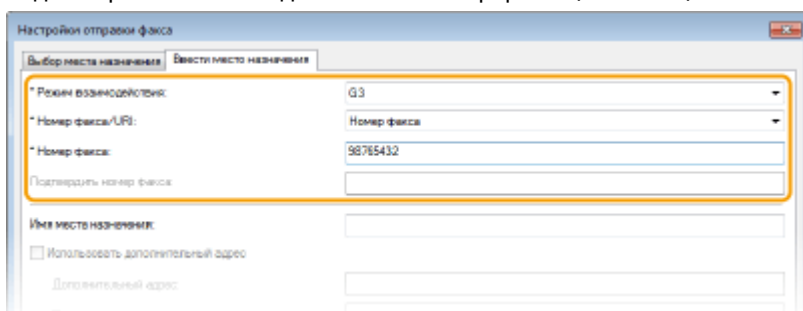 Настройки отправки факса
Выбор места назначения Ввести место назначения
* Режим взаимодействия: G3
* Номер факса/URI: Номер факса
* Номер факса: 98765432
Подтвердить номер факса
Имя места назначения:
Использовать дополнительный адрес
Дополнительный адрес: